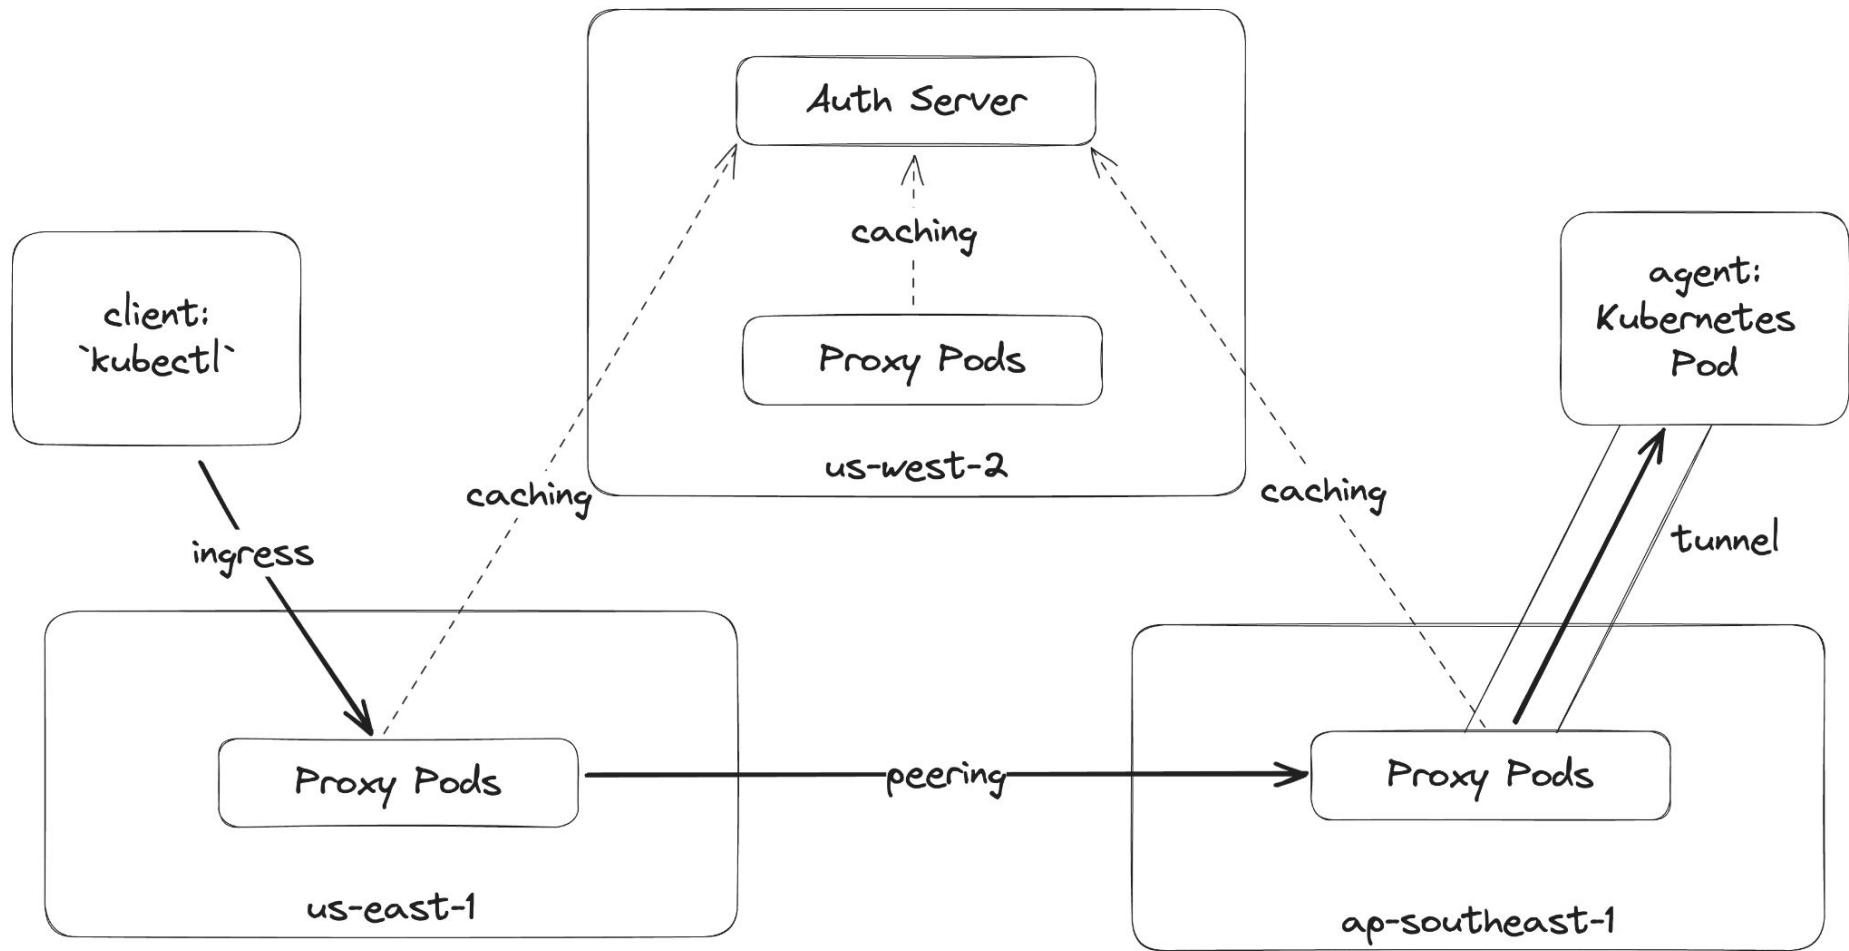 Auth Server
caching
Proxy Pods
us-west-2
client:
`kubectl`
agent:
Kubernetes
Pod
caching
caching
ingress
tunnel
Proxy Pods
peering
Proxy Pods
us-east-1
ap-southeast-1